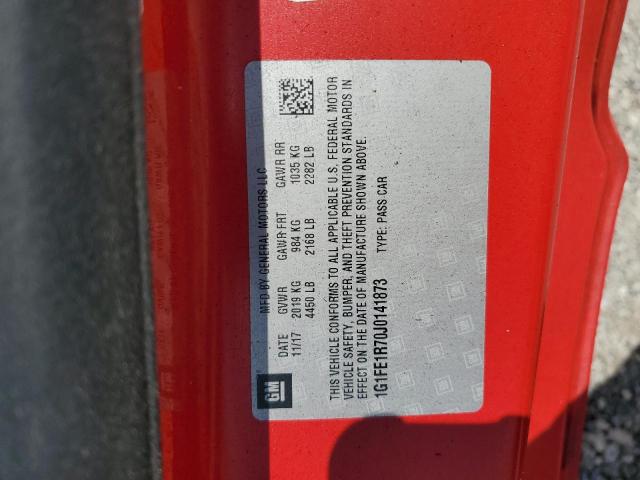 MFD BY GENERAL MOTORS LLC
DATE GVWR GAWR FRT GAWR RR
11/17 2019 KG 984 KG 1035 KG
4450 LB 2168 LB 2282 LB
THIS VEHICLE CONFORMS TO ALL APPLICABLE U.S. FEDERAL MOTOR
VEHICLE SAFETY, BUMPER, AND THEFT PREVENTION STANDARDS IN
EFFECT ON THE DATE OF MANUFACTURE SHOWN ABOVE.
1G1FE1R70J0141873 TYPE: PASS CAR
GM